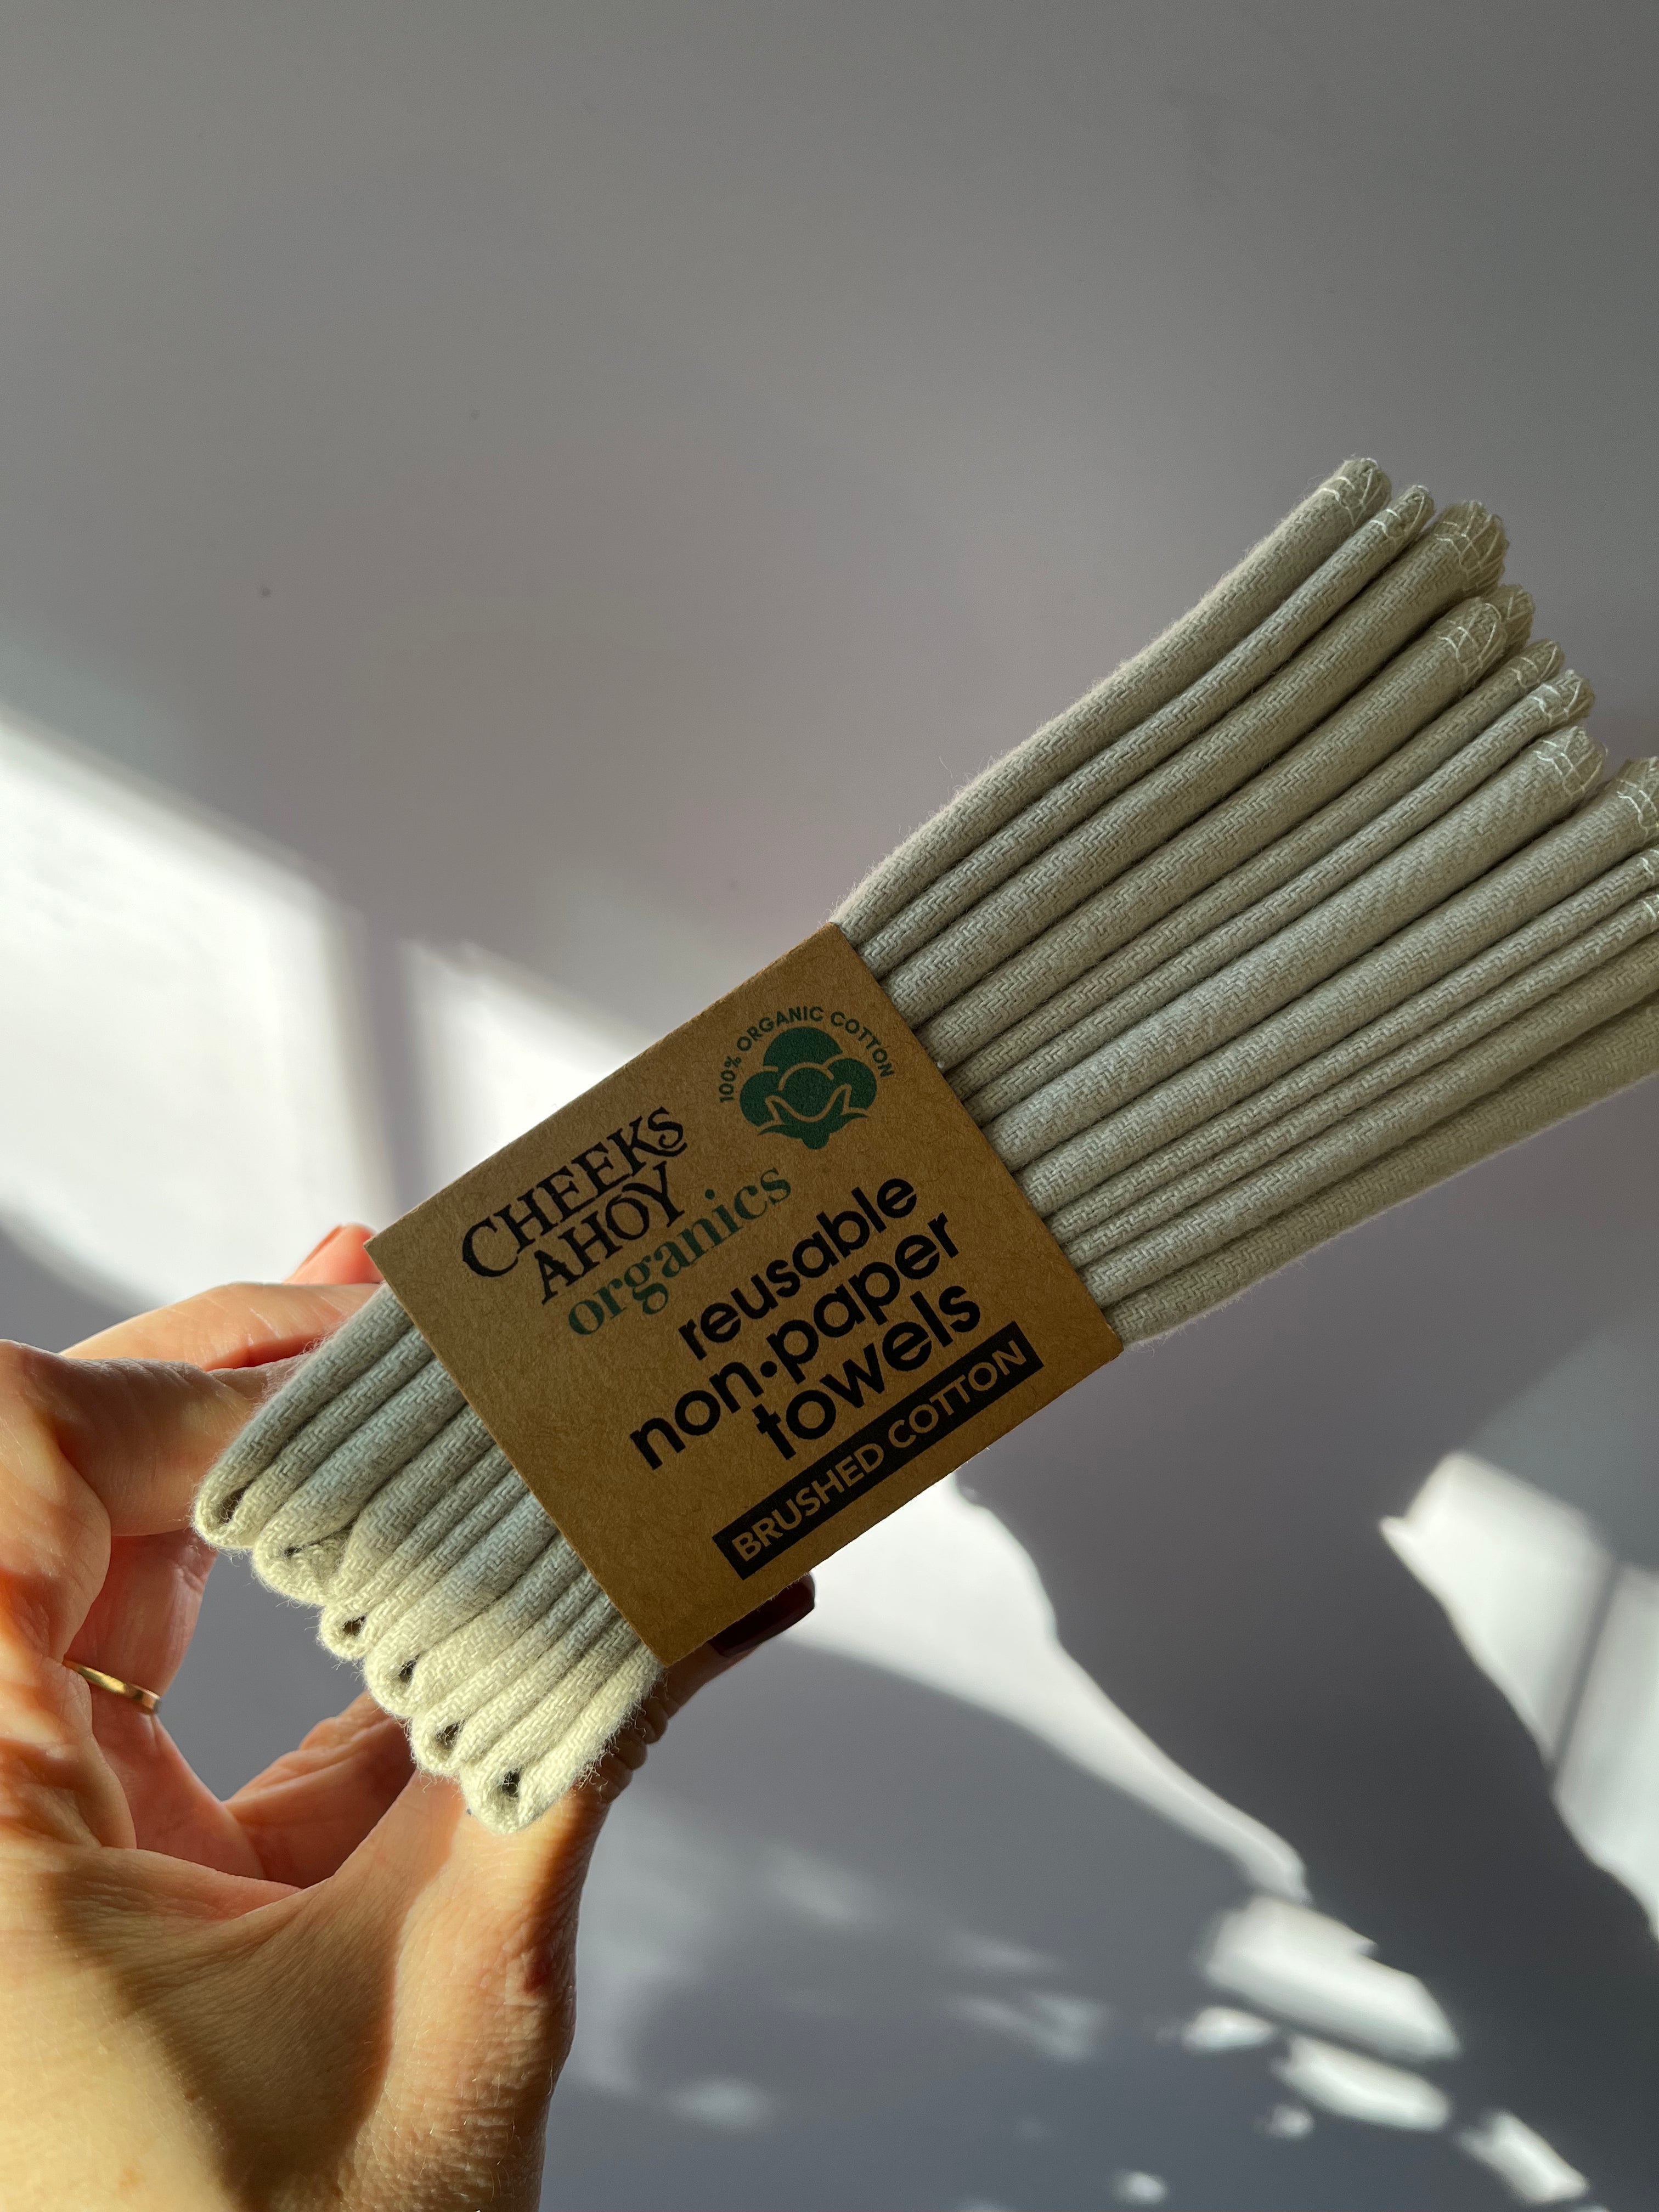 100% ORGANIC COTTON
CHEEKS
AHOY
organics
reusable
non•paper
towels
BRUSHED COTTON